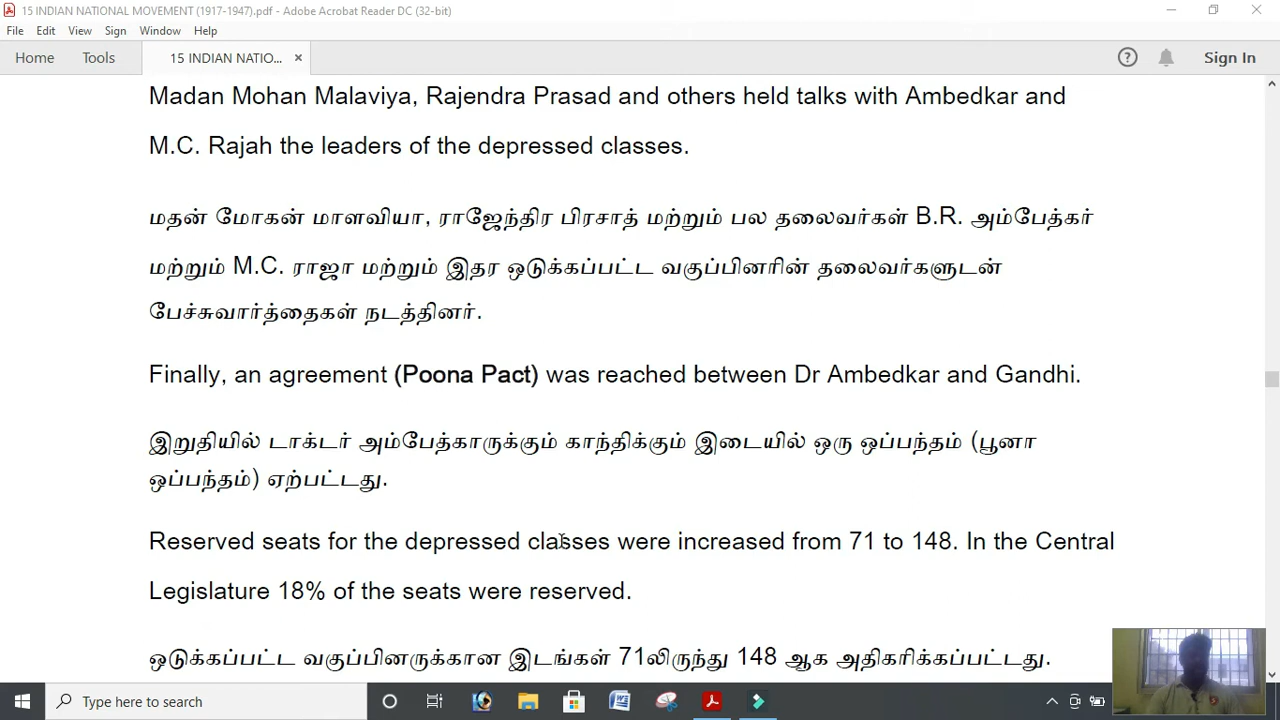 15 INDIAN NATIONAL MOVEMENT (1917-1947).pdf - Adobe Acrobat Reader DC (32-bit)
File Edit View Sign Window Help
Home Tools 15 INDIAN NATIO... × Sign In
Madan Mohan Malaviya, Rajendra Prasad and others held talks with Ambedkar and
M.C. Rajah the leaders of the depressed classes.
மதன் மோகன் மாளவியா, ராஜேந்திர பிரசாத் மற்றும் பல தலைவர்கள் B.R. அம்பேத்கர்
மற்றும் M.C. ராஜா மற்றும் இதர ஒடுக்கப்பட்ட வகுப்பினரின் தலைவர்களுடன்
பேச்சுவார்த்தைகள் நடத்தினர்.
Finally, an agreement (Poona Pact) was reached between Dr Ambedkar and Gandhi.
இறுதியில் டாக்டர் அம்பேத்காருக்கும் காந்திக்கும் இடையில் ஒரு ஒப்பந்தம் (பூனா
ஒப்பந்தம்) ஏற்பட்டது.
Reserved seats for the depressed classes were increased from 71 to 148. In the Central
Legislature 18% of the seats were reserved.
ஒடுக்கப்பட்ட வகுப்பினருக்கான இடங்கள் 71லிருந்து 148 ஆக அதிகரிக்கப்பட்டது.
Type here to search